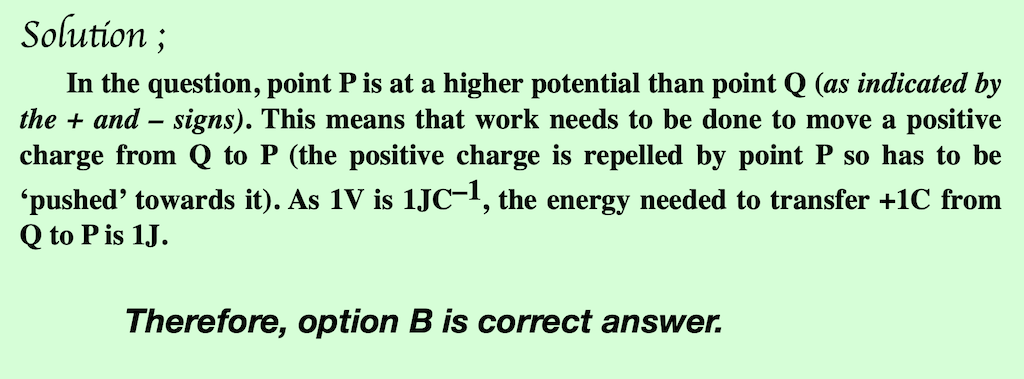 Solution ;
In the question, point P is at a higher potential than point Q (as indicated by
the + and – signs). This means that work needs to be done to move a positive
charge from Q to P (the positive charge is repelled by point P so has to be
‘pushed’ towards it). As 1V is 1JC⁻¹, the energy needed to transfer +1C from
Q to P is 1J.
Therefore, option B is correct answer.